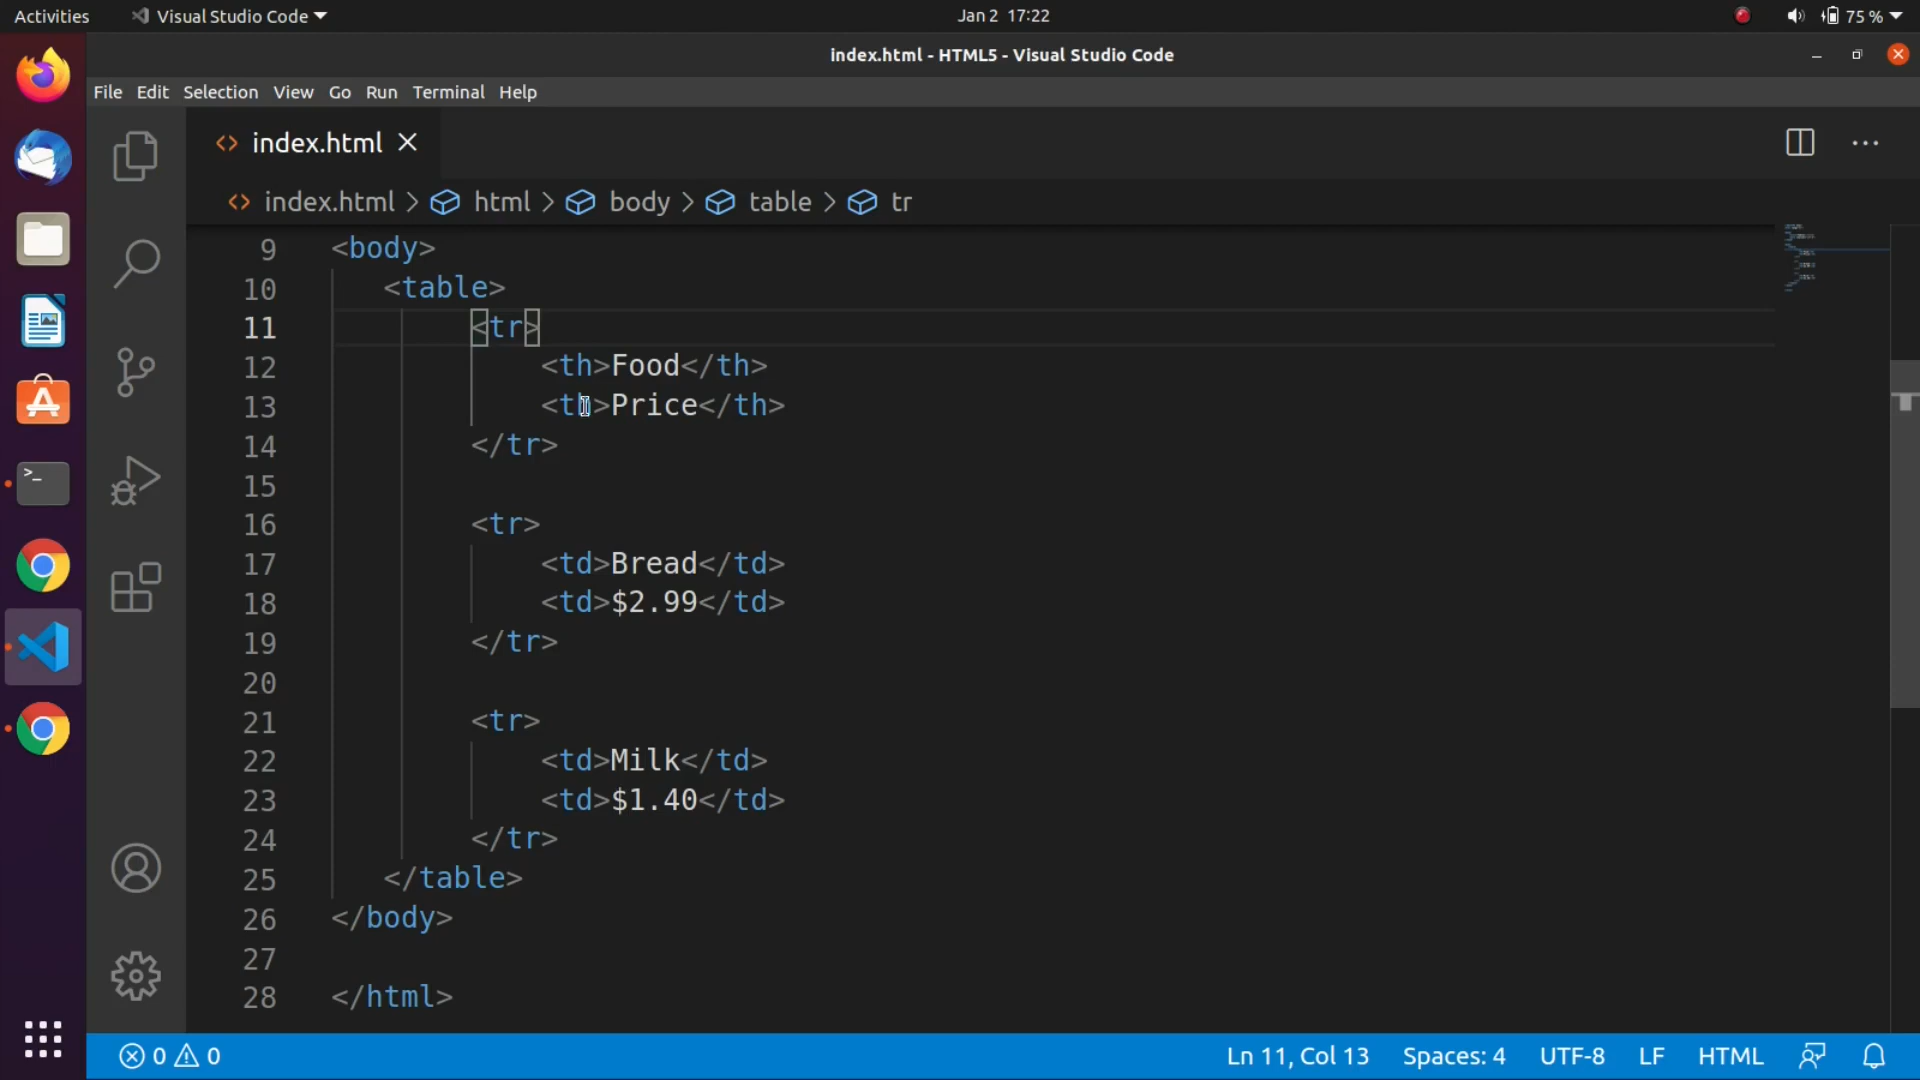 Activities Visual Studio Code Jan 2 17:22 75 %
index.html - HTML5 - Visual Studio Code
File Edit Selection View Go Run Terminal Help
index.html
index.html > html > body > table > tr
9 <body>
10 <table>
11 <tr>
12 <th>Food</th>
13 <th>Price</th>
14 </tr>
15
16 <tr>
17 <td>Bread</td>
18 <td>$2.99</td>
19 </tr>
20
21 <tr>
22 <td>Milk</td>
23 <td>$1.40</td>
24 </tr>
25 </table>
26 </body>
27
28 </html>
0 0 Ln 11, Col 13 Spaces: 4 UTF-8 LF HTML